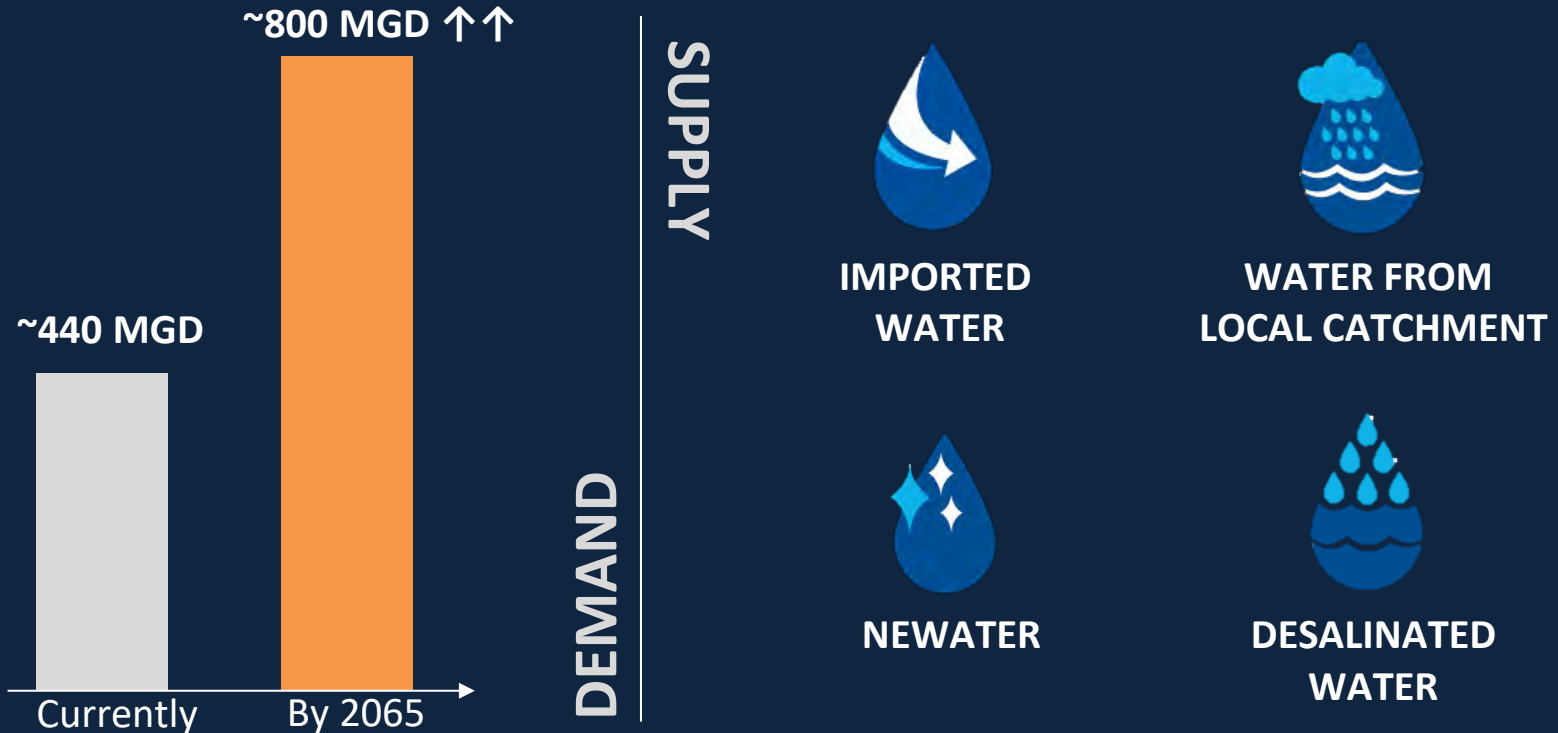 ~800 MGD ↑↑
~440 MGD
Currently
By 2065
DEMAND
SUPPLY
IMPORTED
WATER
WATER FROM
LOCAL CATCHMENT
NEWATER
DESALINATED
WATER